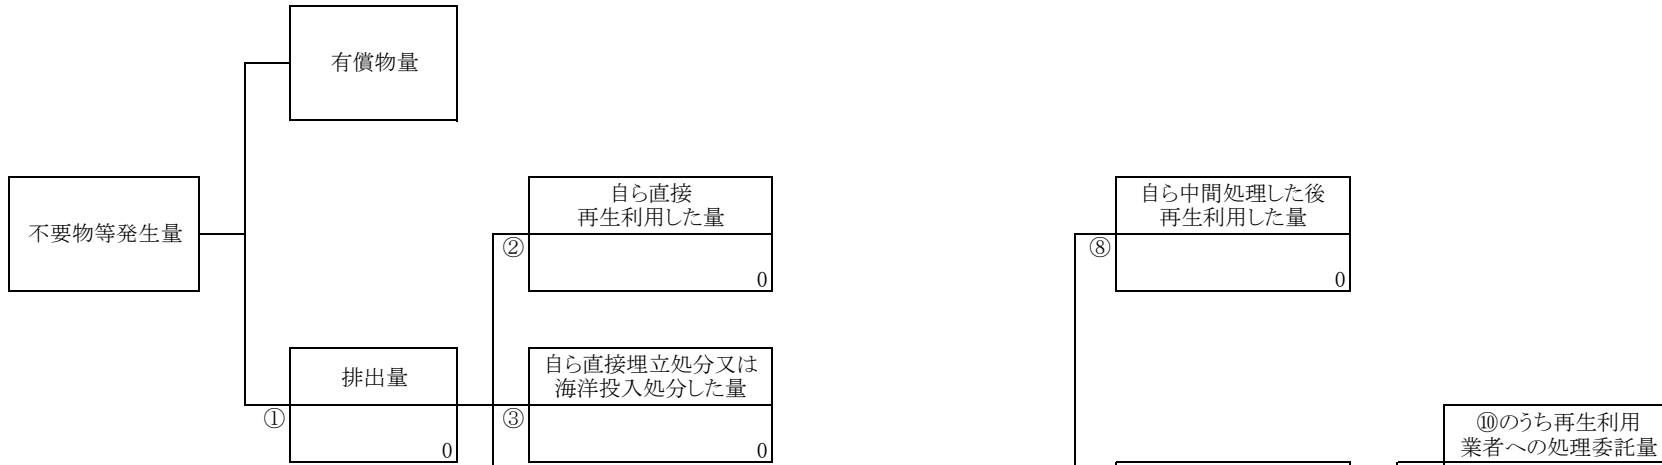 有償物量
不要物等発生量
自ら直接
再生利用した量
②
0
自ら中間処理した後
再生利用した量
⑧
0
排出量
①
0
自ら直接埋立処分又は
海洋投入処分した量
③
0
⑩のうち再生利用
業者への処理委託量